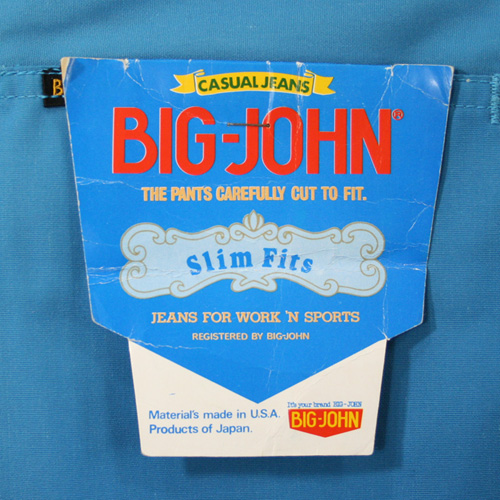 CASUAL JEANS
BIG-JOHN®
THE PANTS CAREFULLY CUT TO FIT.
Slim Fits
JEANS FOR WORK 'N SPORTS
REGISTERED BY BIG-JOHN
Material's made in U.S.A.
Products of Japan.
It's your brand BIG-JOHN
BIG-JOHN
B